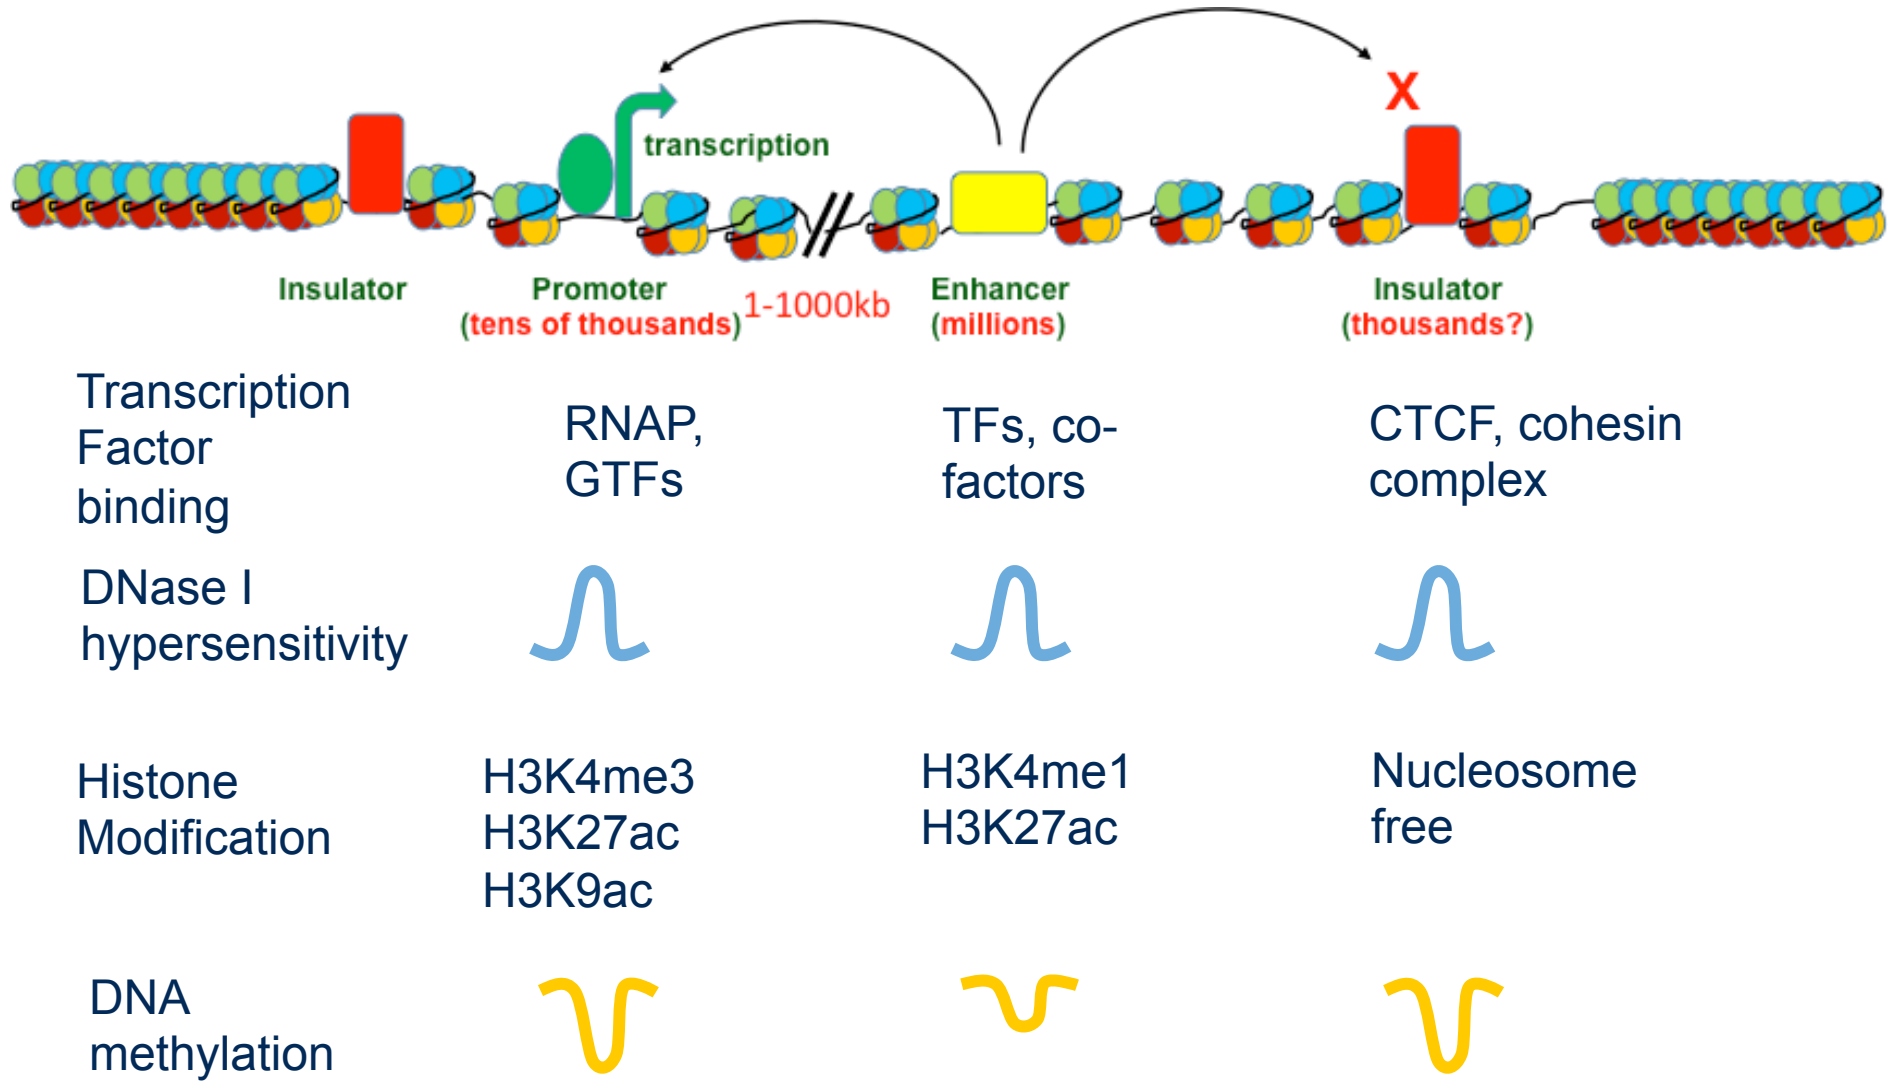 X
transcription
Insulator
Promoter
(tens of thousands)
1-1000kb
Enhancer
(millions)
Insulator
(thousands?)
Transcription
Factor
binding
RNAP,
GTFs
TFs, co-
factors
CTCF, cohesin
complex
DNase I
hypersensitivity
Histone
Modification
H3K4me3
H3K27ac
H3K9ac
H3K4me1
H3K27ac
Nucleosome
free
DNA
methylation